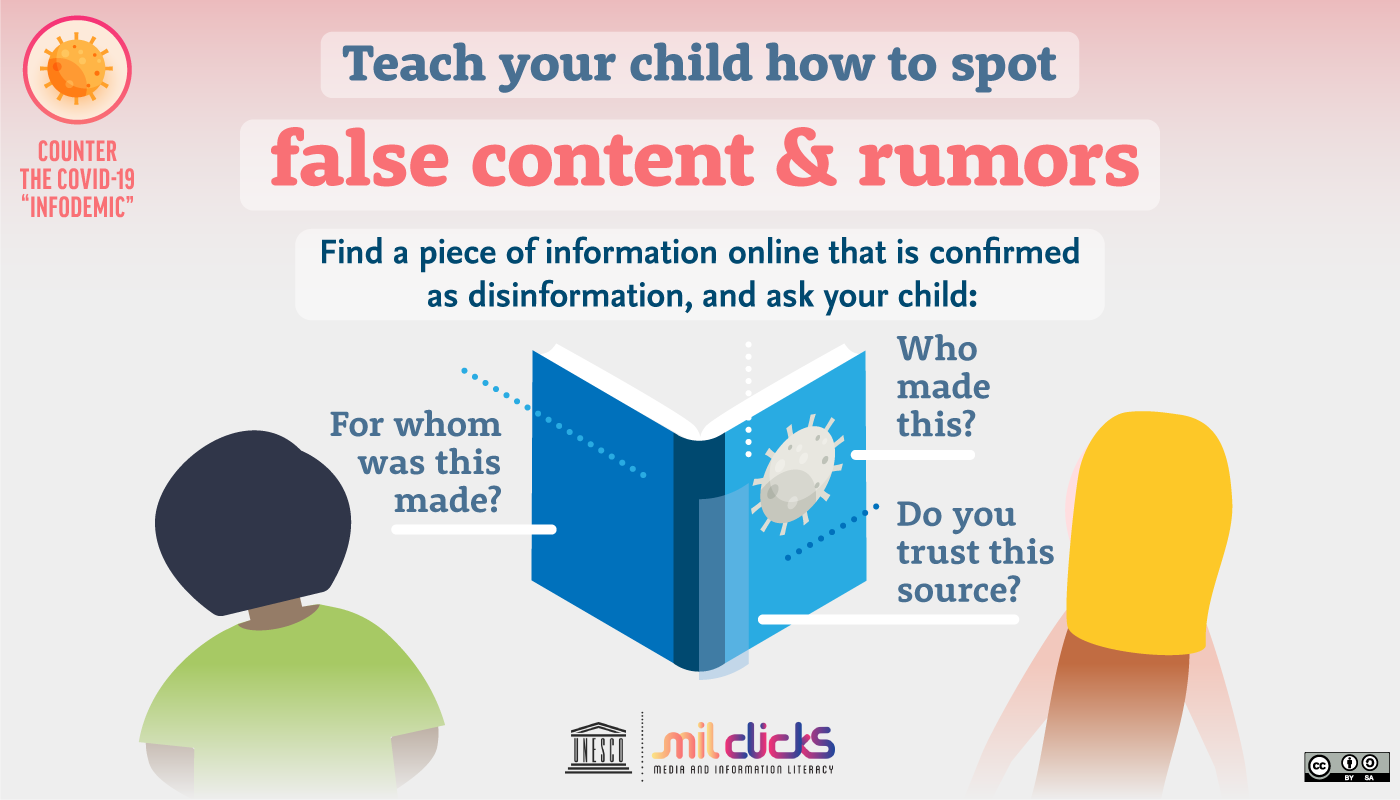 COUNTER
THE COVID-19
“INFODEMIC”
Teach your child how to spot
false content & rumors
Find a piece of information online that is confirmed
as disinformation, and ask your child:
For whom
was this
made?
Who
made
this?
Do you
trust this
source?
UNESCO
mil clicks
MEDIA AND INFORMATION LITERACY
cc
BY SA